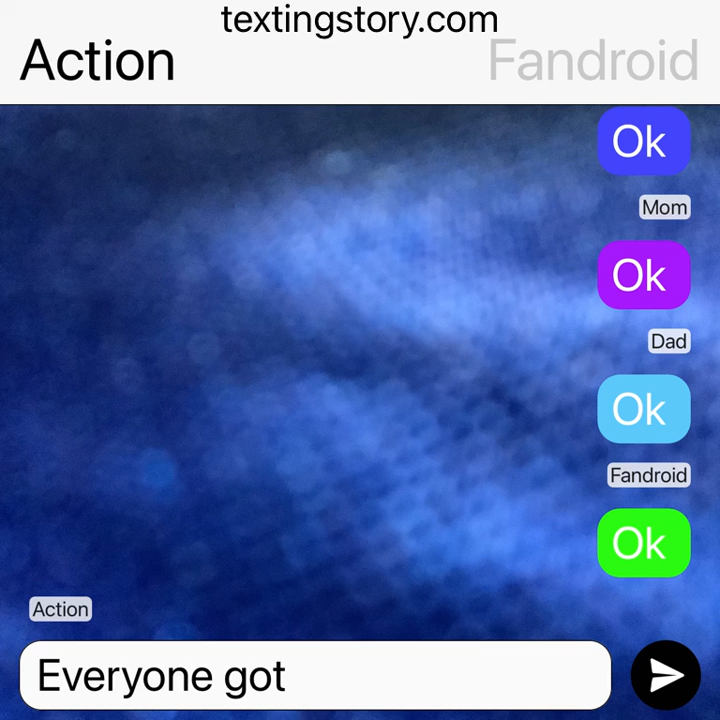 textingstory.com
Action Fandroid
Ok
Mom
Ok
Dad
Ok
Fandroid
Ok
Action
Everyone got